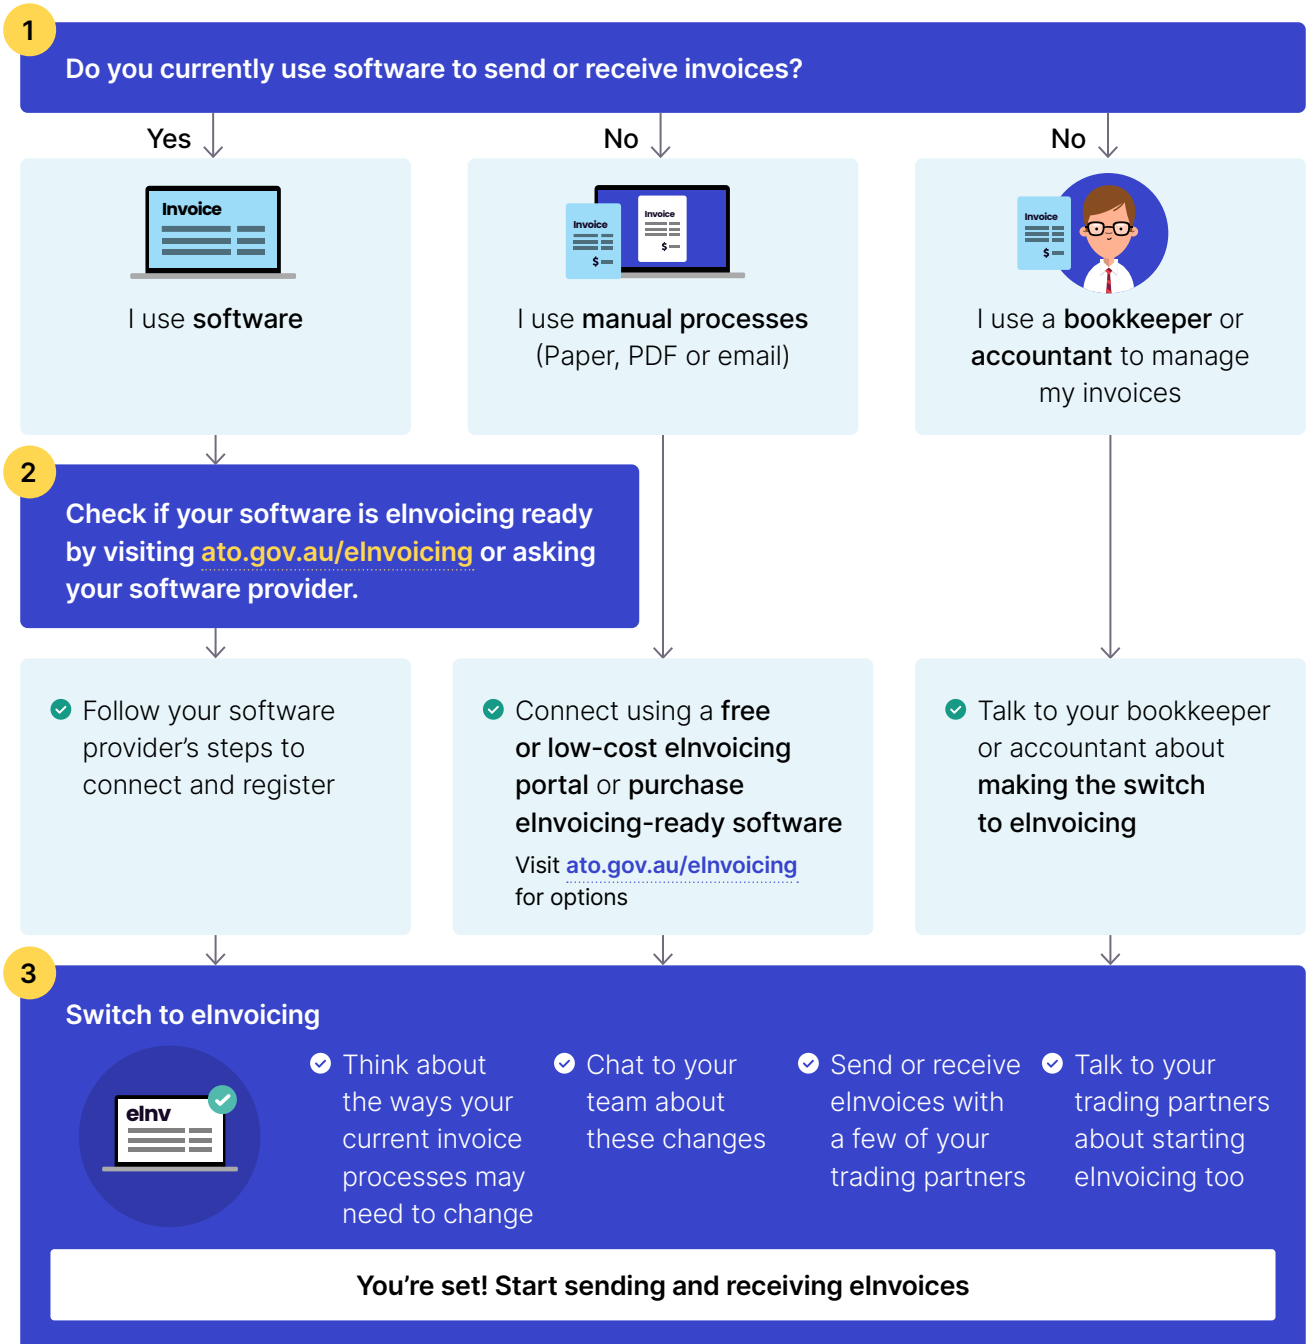 1
Do you currently use software to send or receive invoices?
Yes
Invoice
I use software
No
Invoice
$
Invoice
$
I use manual processes
(Paper, PDF or email)
No
Invoice
$
I use a bookkeeper or
accountant to manage
my invoices
2
Check if your software is eInvoicing ready
by visiting ato.gov.au/eInvoicing or asking
your software provider.
Follow your software
provider’s steps to
connect and register
Connect using a free
or low-cost eInvoicing
portal or purchase
eInvoicing-ready software
Visit ato.gov.au/eInvoicing
for options
Talk to your bookkeeper
or accountant about
making the switch
to eInvoicing
3
Switch to eInvoicing
eInv
Think about
the ways your
current invoice
processes may
need to change
Chat to your
team about
these changes
Send or receive
eInvoices with
a few of your
trading partners
Talk to your
trading partners
about starting
eInvoicing too
You’re set! Start sending and receiving eInvoices